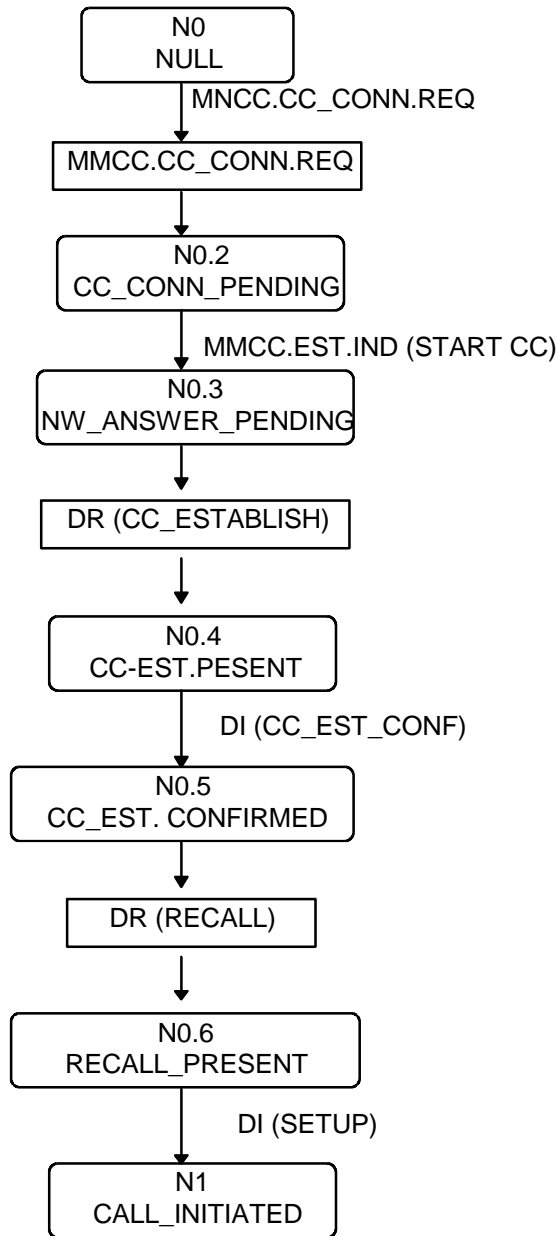 N0
NULL
MNCC.CC_CONN.REQ
MMCC.CC_CONN.REQ
N0.2
CC_CONN_PENDING
MMCC.EST.IND (START CC)
N0.3
NW_ANSWER_PENDING
DR (CC_ESTABLISH)
N0.4
CC-EST.PESENT
DI (CC_EST_CONF)
N0.5
CC_EST. CONFIRMED
DR (RECALL)
N0.6
RECALL_PRESENT
DI (SETUP)
N1
CALL_INITIATED